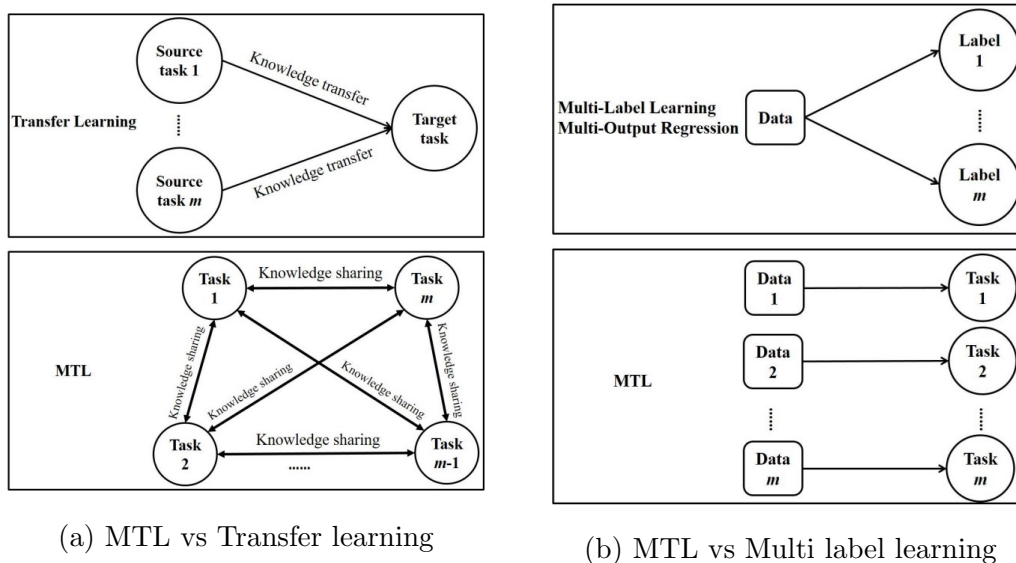 Transfer Learning
Source
task 1
Source
task m
Knowledge transfer
Knowledge transfer
Target
task
MTL
Task
1
Knowledge sharing
Task
m
Knowledge sharing
Knowledge sharing
Knowledge sharing
Knowledge sharing
Task
2
Knowledge sharing
......
Task
m-1
(a) MTL vs Transfer learning
Multi-Label Learning
Multi-Output Regression
Data
Label
1
Label
m
MTL
Data
1
Task
1
Data
2
Task
2
Data
m
Task
m
(b) MTL vs Multi label learning